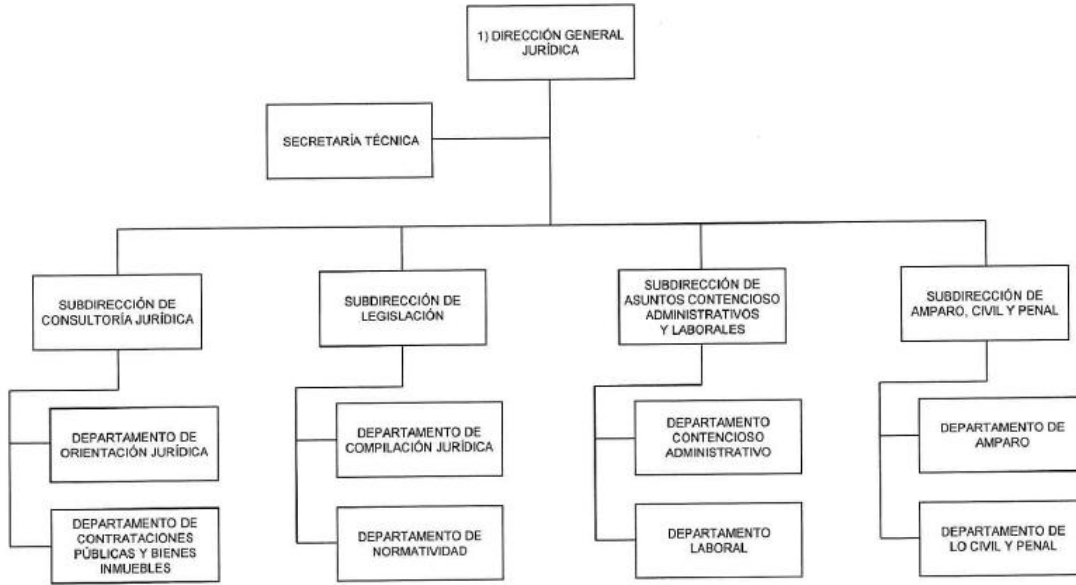 1) DIRECCIÓN GENERAL
JURÍDICA
SECRETARÍA TÉCNICA
SUBDIRECCIÓN DE
CONSULTORÍA JURÍDICA
SUBDIRECCIÓN DE
LEGISLACIÓN
SUBDIRECCIÓN DE
ASUNTOS CONTENCIOSO
ADMINISTRATIVOS
Y LABORALES
SUBDIRECCIÓN DE
AMPARO, CIVIL Y PENAL
DEPARTAMENTO DE
ORIENTACIÓN JURÍDICA
DEPARTAMENTO DE
COMPILACIÓN JURÍDICA
DEPARTAMENTO
CONTENCIOSO
ADMINISTRATIVO
DEPARTAMENTO DE
AMPARO
DEPARTAMENTO DE
CONTRATACIONES
PÚBLICAS Y BIENES
INMUEBLES
DEPARTAMENTO DE
NORMATIVIDAD
DEPARTAMENTO
LABORAL
DEPARTAMENTO DE
LO CIVIL Y PENAL